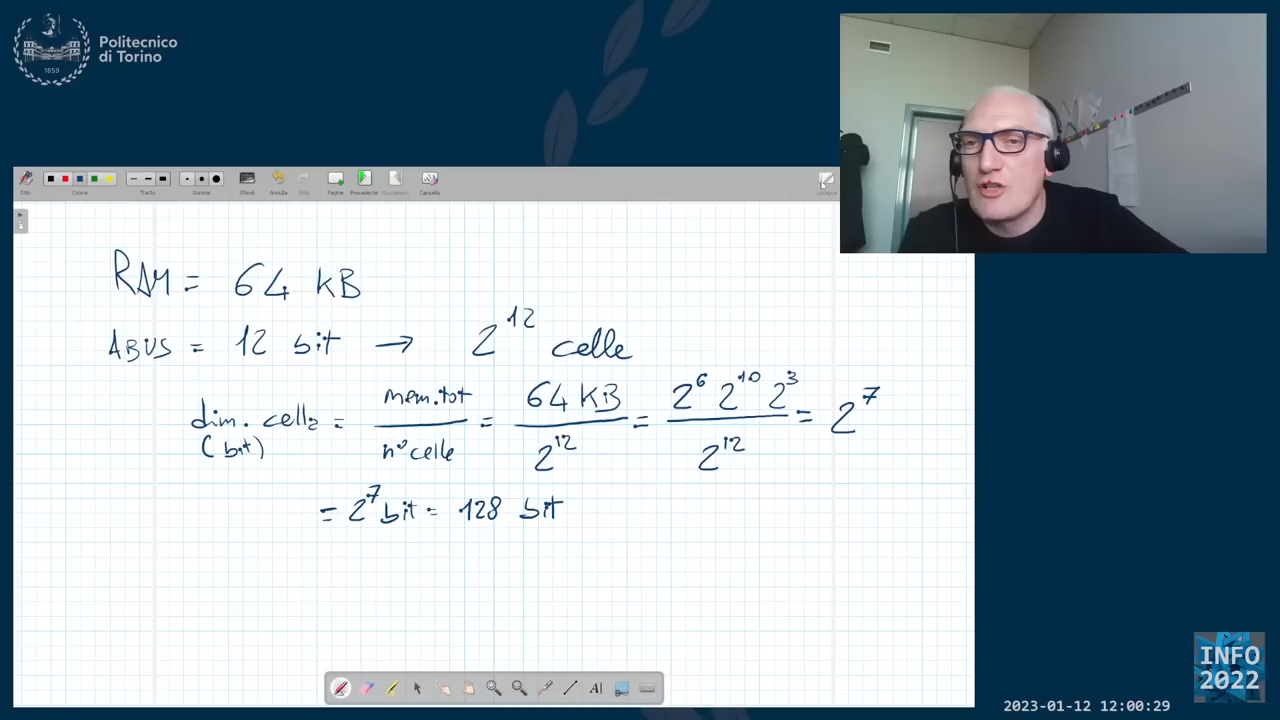 Politecnico
di Torino
1859
RAM = 64 KB
ABUS = 12 bit → 2^12 celle
dim. cella (bit) = mem.tot / n° celle = 64 KB / 2^12 = 2^6 2^10 2^3 / 2^12 = 2^7
= 2^7 bit = 128 bit
INFO
2022
2023-01-12 12:00:29